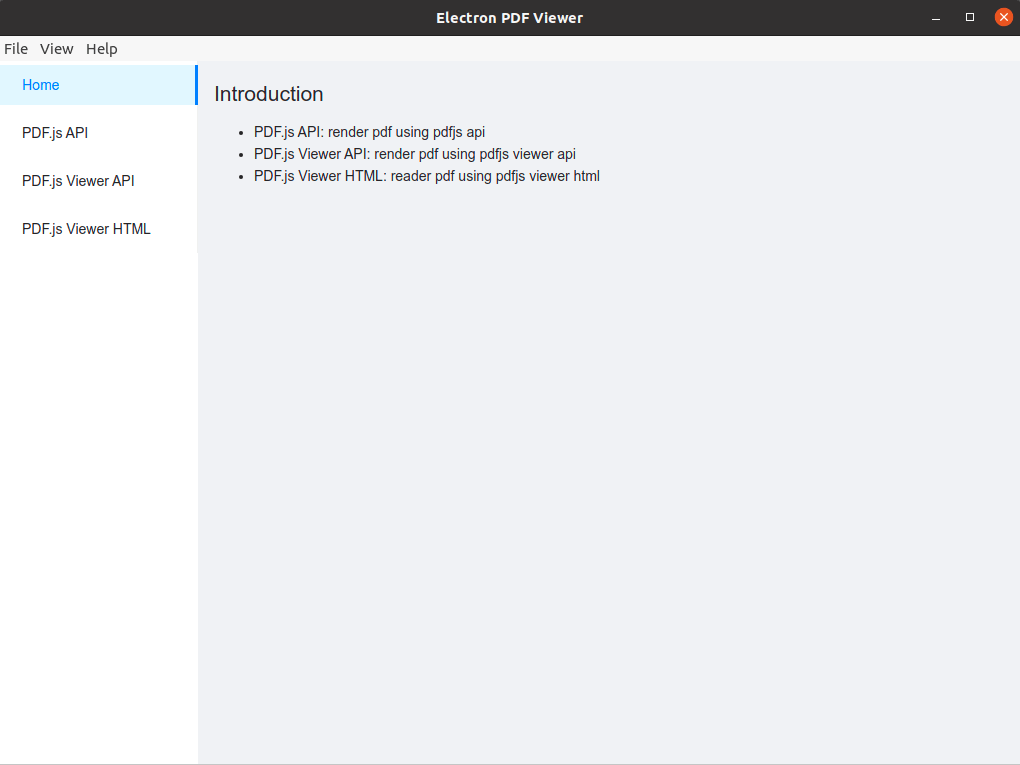 Electron PDF Viewer
File View Help
Home
PDF.js API
PDF.js Viewer API
PDF.js Viewer HTML
Introduction
• PDF.js API: render pdf using pdfjs api
• PDF.js Viewer API: render pdf using pdfjs viewer api
• PDF.js Viewer HTML: reader pdf using pdfjs viewer html